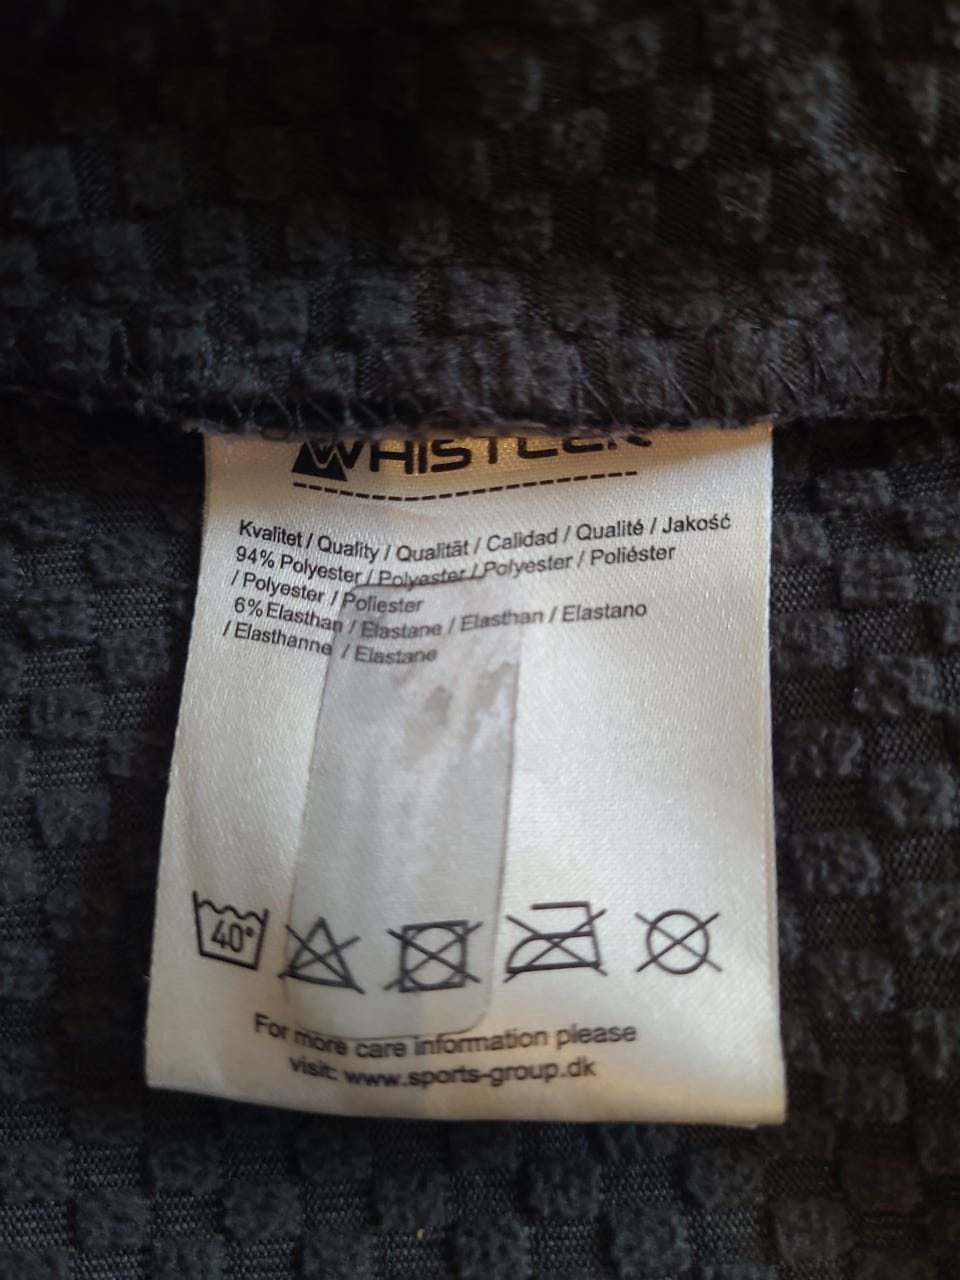 WHISTLER
Kvalitet / Quality / Qualität / Calidad / Qualité / Jakość
94% Polyester / Polyester / Polyester / Poliéster
/ Polyester / Poliester
6% Elasthan / Elastane / Elasthan / Elastano
/ Elasthanne / Elastane
40°
For more care information please
visit: www.sports-group.dk